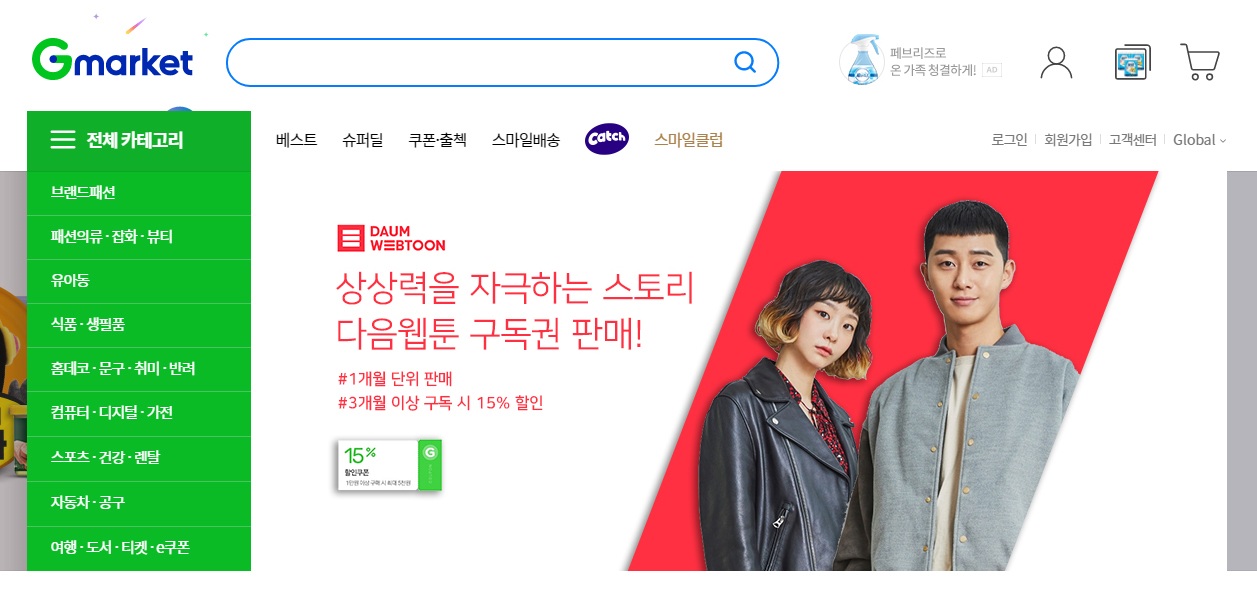 Gmarket
페브리즈로
온 가족 청결하게! AD
전체 카테고리
베스트 슈퍼딜 쿠폰·출첵 스마일배송 Catch 스마일클럽
로그인 회원가입 고객센터 Global
브랜드패션
패션의류 · 잡화 · 뷰티
유아동
식품 · 생필품
홈데코 · 문구 · 취미 · 반려
컴퓨터 · 디지털 · 가전
스포츠 · 건강 · 렌탈
자동차 · 공구
여행 · 도서 · 티켓 · e쿠폰
DAUM
WEBTOON
상상력을 자극하는 스토리
다음웹툰 구독권 판매!
#1개월 단위 판매
#3개월 이상 구독 시 15% 할인
15%
할인쿠폰
1만원 이상 구매 시 최대 5천원
G